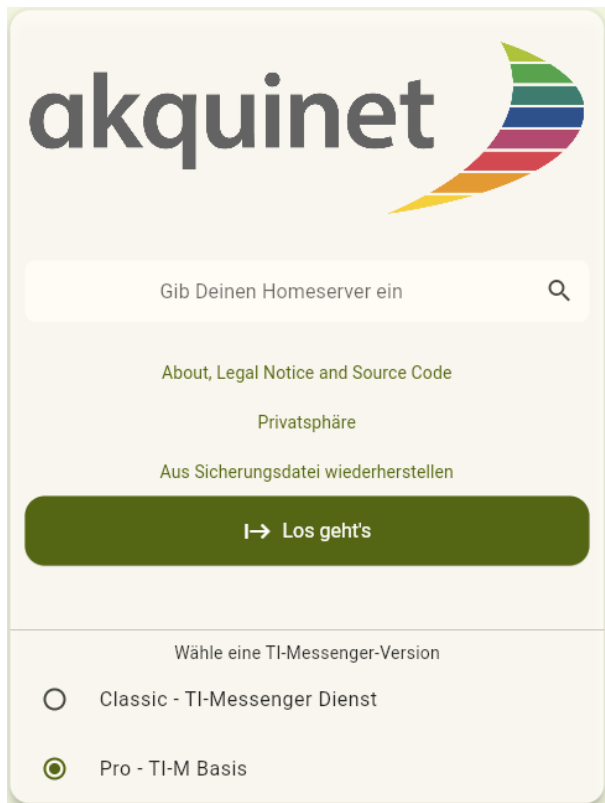 akquinet
Gib Deinen Homeserver ein
About, Legal Notice and Source Code
Privatsphäre
Aus Sicherungsdatei wiederherstellen
Los geht's
Wähle eine TI-Messenger-Version
Classic - TI-Messenger Dienst
Pro - TI-M Basis